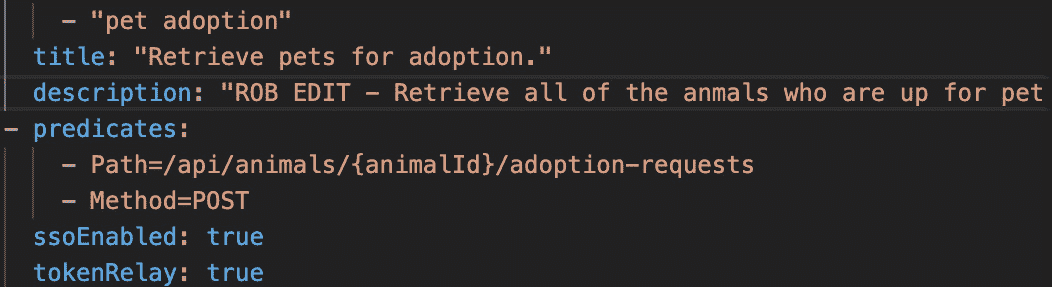 - "pet adoption"
title: "Retrieve pets for adoption."
description: "ROB EDIT - Retrieve all of the anmals who are up for pet
- predicates:
- Path=/api/animals/{animalId}/adoption-requests
- Method=POST
ssoEnabled: true
tokenRelay: true